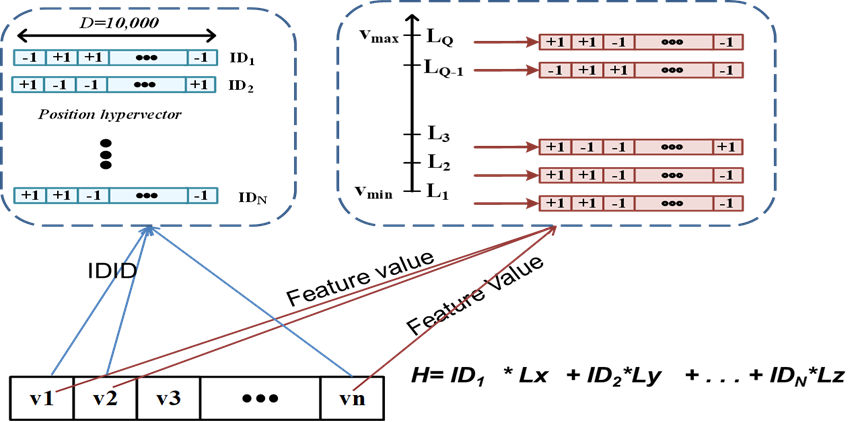 D=10,000
-1 +1 +1 ••• -1 ID1
+1 -1 -1 ••• +1 ID2
Position hypervector
+1 +1 -1 ••• -1 IDN
vmax LQ +1 +1 -1 ••• -1
LQ-1 -1 +1 +1 ••• -1
L3 +1 -1 -1 ••• +1
L2 +1 +1 -1 ••• -1
vmin L1 +1 +1 -1 ••• -1
IDID
Feature value
Feature Value
v1 v2 v3 ••• vn
H= ID1 * Lx + ID2*Ly + . . . + IDN*Lz